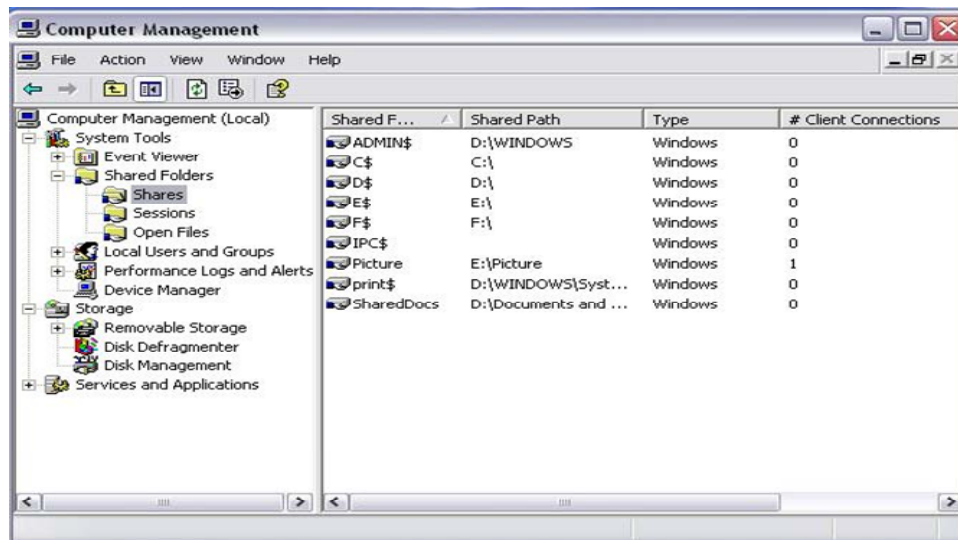 Computer Management
File Action View Window Help
Computer Management (Local)
System Tools
Event Viewer
Shared Folders
Shares
Sessions
Open Files
Local Users and Groups
Performance Logs and Alerts
Device Manager
Storage
Removable Storage
Disk Defragmenter
Disk Management
Services and Applications
Shared F... Shared Path Type # Client Connections
ADMIN$ D:\WINDOWS Windows 0
C$ C:\ Windows 0
D$ D:\ Windows 0
E$ E:\ Windows 0
F$ F:\ Windows 0
IPC$ Windows 0
Picture E:\Picture Windows 1
print$ D:\WINDOWS\Syst... Windows 0
SharedDocs D:\Documents and ... Windows 0